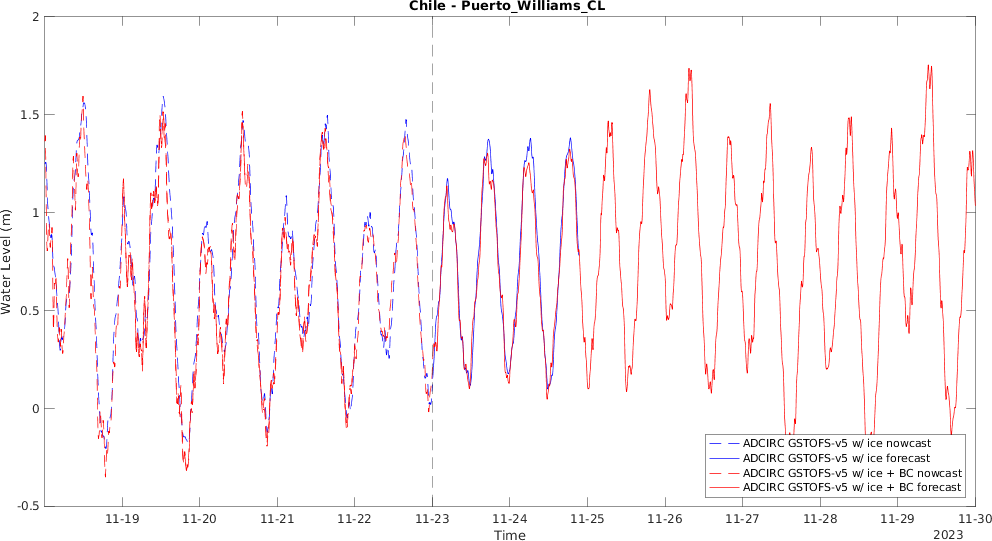 Chile - Puerto_Williams_CL
2
1.5
1
0.5
0
-0.5
Water Level (m)
11-19 11-20 11-21 11-22 11-23 11-24 11-25 11-26 11-27 11-28 11-29 11-30
Time
2023
ADCIRC GSTOFS-v5 w/ ice nowcast
ADCIRC GSTOFS-v5 w/ ice forecast
ADCIRC GSTOFS-v5 w/ ice + BC nowcast
ADCIRC GSTOFS-v5 w/ ice + BC forecast